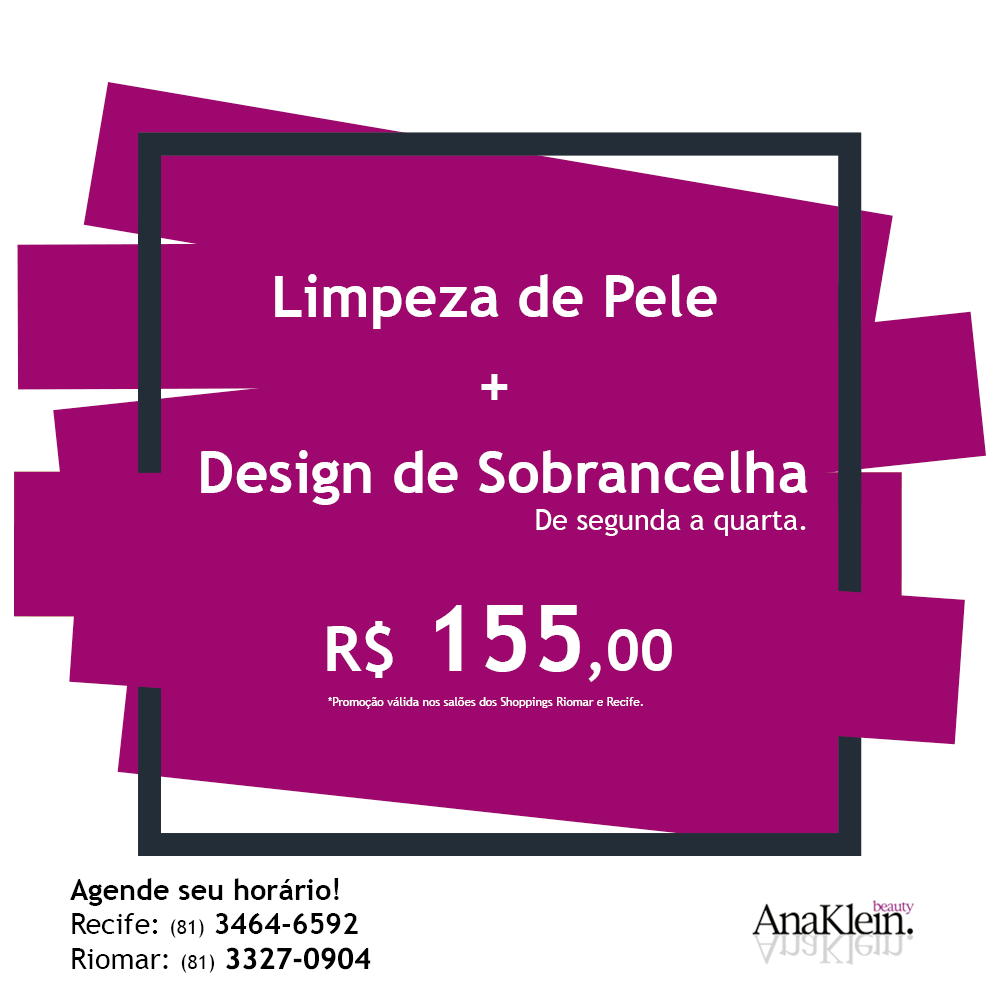 Limpeza de Pele
+
Design de Sobrancelha
De segunda a quarta.
R$ 155,00
*Promoção válida nos salões dos Shoppings Riomar e Recife.
Agende seu horário!
Recife: (81) 3464-6592
Riomar: (81) 3327-0904
beauty
AnaKlein.